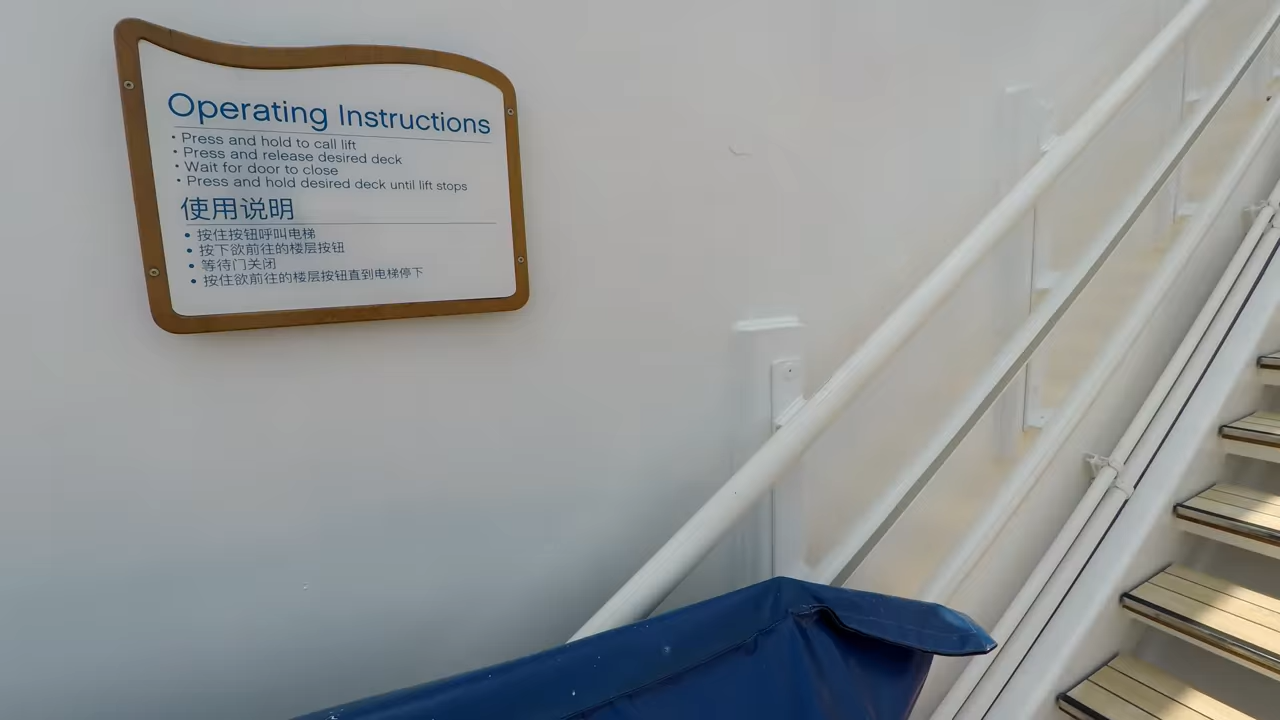 Operating Instructions
• Press and hold to call lift
• Press and release desired deck
• Wait for door to close
• Press and hold desired deck until lift stops
使用说明
• 按住按钮呼叫电梯
• 按下欲前往的楼层按钮
• 等待门关闭
• 按住欲前往的楼层按钮直到电梯停下